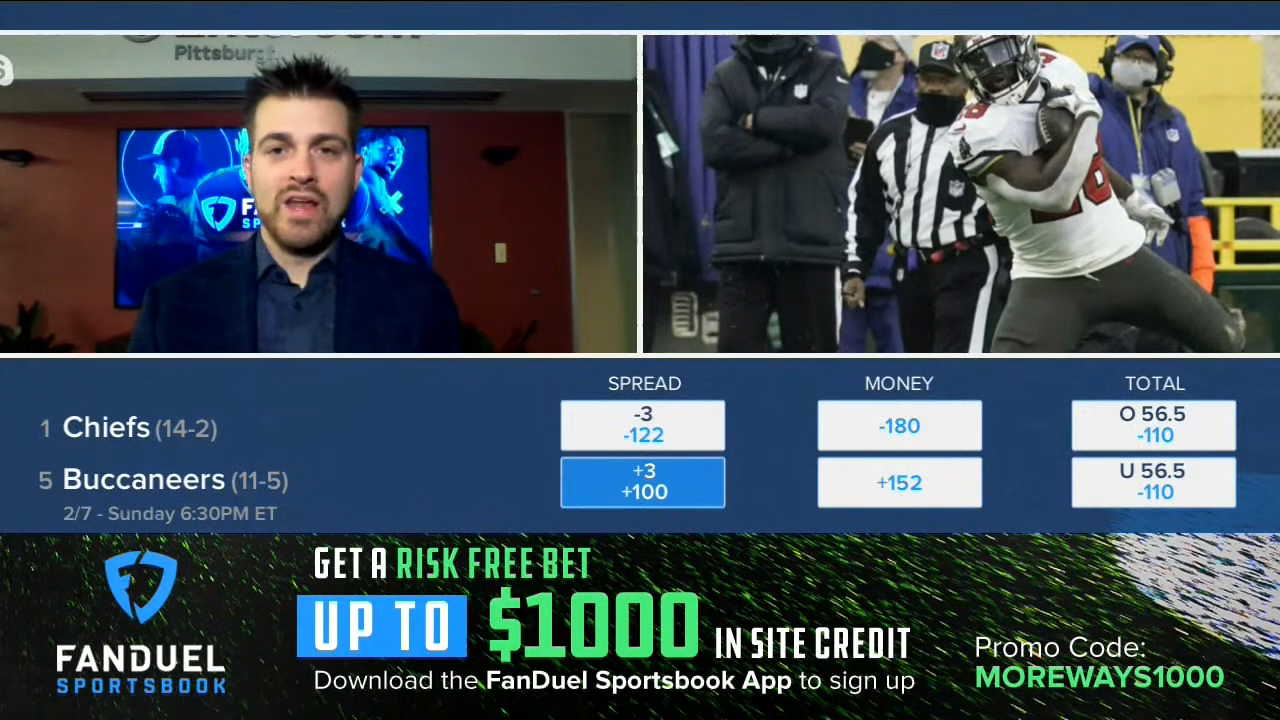 Pittsburg
SPREAD MONEY TOTAL
1 Chiefs (14-2) -3 -122 -180 O 56.5 -110
5 Buccaneers (11-5) +3 +100 +152 U 56.5 -110
2/7 - Sunday 6:30PM ET
GET A RISK FREE BET
UP TO $1000 IN SITE CREDIT
Download the FanDuel Sportsbook App to sign up
FANDUEL
SPORTSBOOK
Promo Code:
MOREWAYS1000